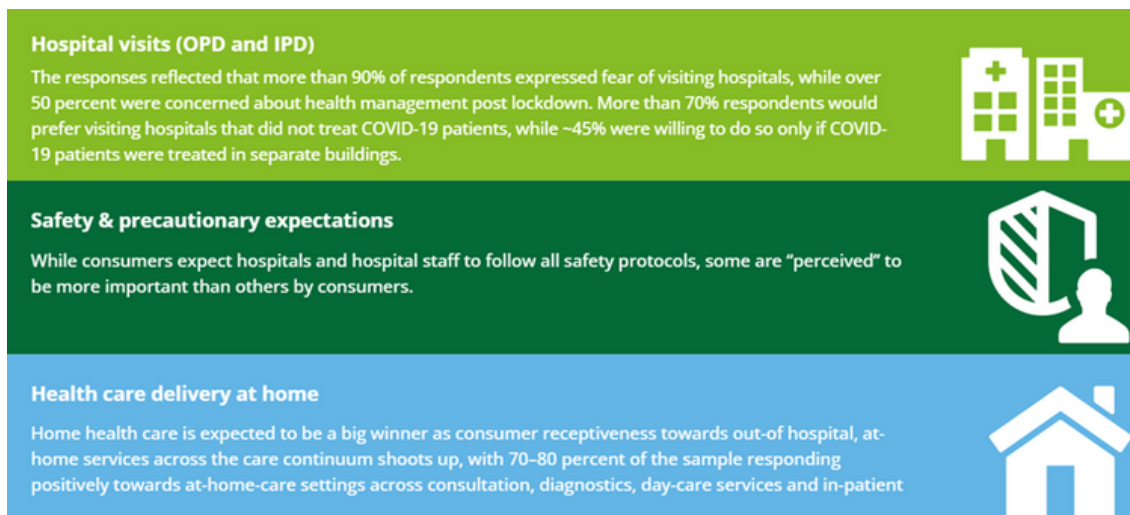 Hospital visits (OPD and IPD)
The responses reflected that more than 90% of respondents expressed fear of visiting hospitals, while over
50 percent were concerned about health management post lockdown. More than 70% respondents would
prefer visiting hospitals that did not treat COVID-19 patients, while ~45% were willing to do so only if COVID-
19 patients were treated in separate buildings.
Safety & precautionary expectations
While consumers expect hospitals and hospital staff to follow all safety protocols, some are “perceived” to
be more important than others by consumers.
Health care delivery at home
Home health care is expected to be a big winner as consumer receptiveness towards out-of hospital, at-
home services across the care continuum shoots up, with 70–80 percent of the sample responding
positively towards at-home-care settings across consultation, diagnostics, day-care services and in-patient